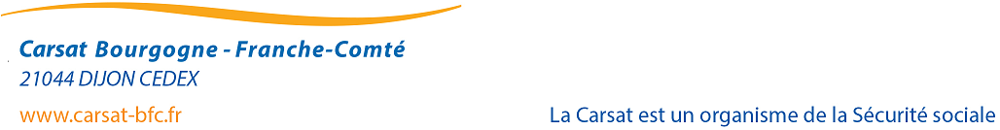 Carsat Bourgogne - Franche-Comté
21044 DIJON CEDEX
www.carsat-bfc.fr
La Carsat est un organisme de la Sécurité sociale